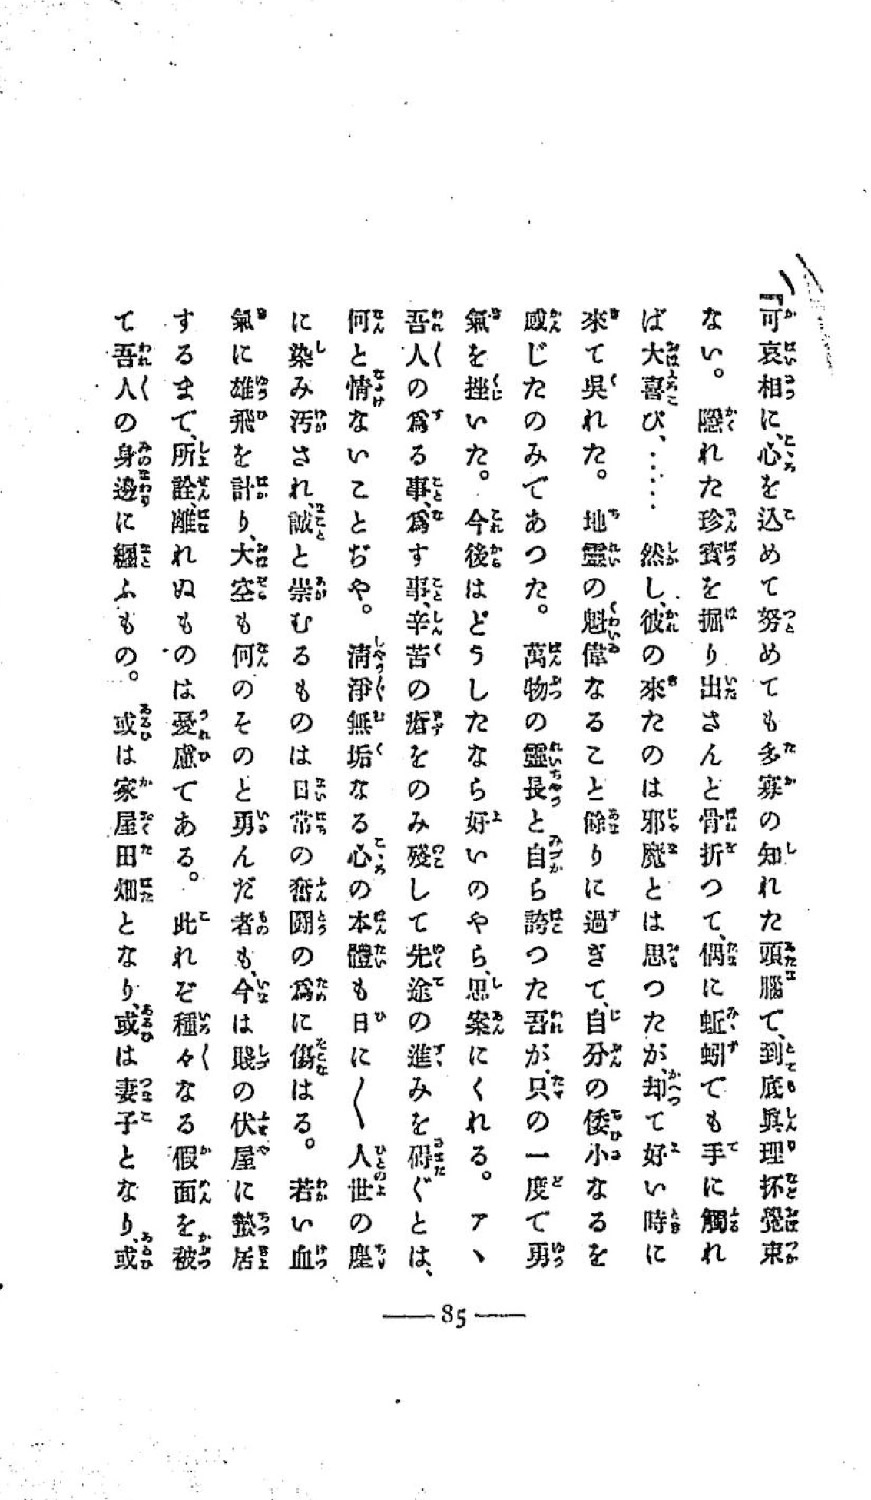 『可哀相に、心を込めて努めても多寡の知れた頭腦で、到底眞理抔覺束
ない。隱れた珍寳を掘り出さんと骨折つて、偶に蚯蚓でも手に觸れ
ば大喜び、……然し、彼の來たのは邪魔とは思つたが、却て好い時に
來て呉れた。地靈の魁偉なること餘りに過ぎて、自分の倭小なるを
感じたのみであつた。萬物の靈長と自ら誇つた吾が、只の一度で勇
氣を挫いた。今後はどうしたなら好いのやら、思案にくれる。アヽ
吾人の爲る事、爲す事、辛苦の瘡をのみ殘して先途の進みを碍ぐとは、
何と情ないことぢや。淸淨無垢なる心の本體も日に〱人世の塵
に染み汚され、誠と崇むるものは日常の奮鬪の爲に傷はる。若い血
氣に雄飛を計り、大空も何のそのと勇んだ者も、今は賎の伏屋に蟄居
するまで、所詮離れぬものは憂慮である。此れぞ種々なる假面を被
て吾人の身邊に纒ふもの。或は家屋田畑となり、或は妻子となり、或
85